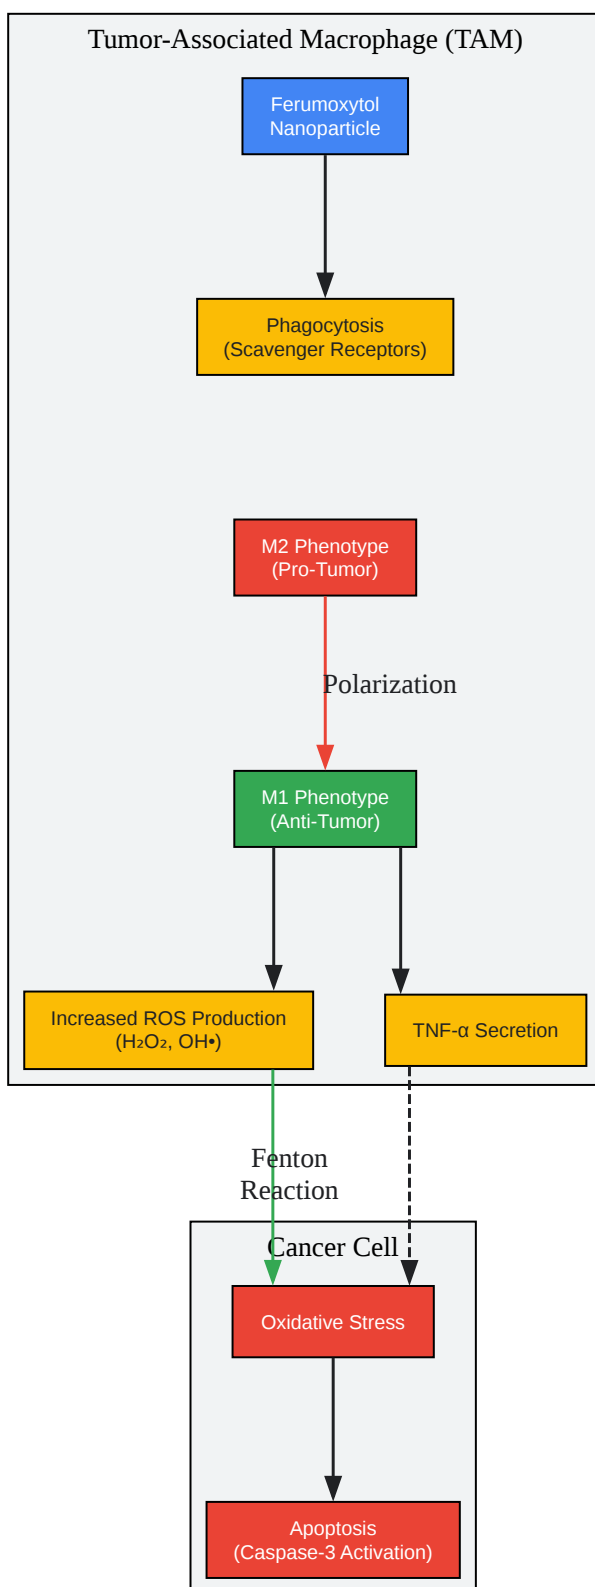 Tumor-Associated Macrophage (TAM)
Ferumoxytol
Nanoparticle
Phagocytosis
(Scavenger Receptors)
M2 Phenotype
(Pro-Tumor)
Polarization
M1 Phenotype
(Anti-Tumor)
Increased ROS Production
(H₂O₂, OH•)
TNF-α Secretion
Fenton
Reaction
Cancer Cell
Oxidative Stress
Apoptosis
(Caspase-3 Activation)